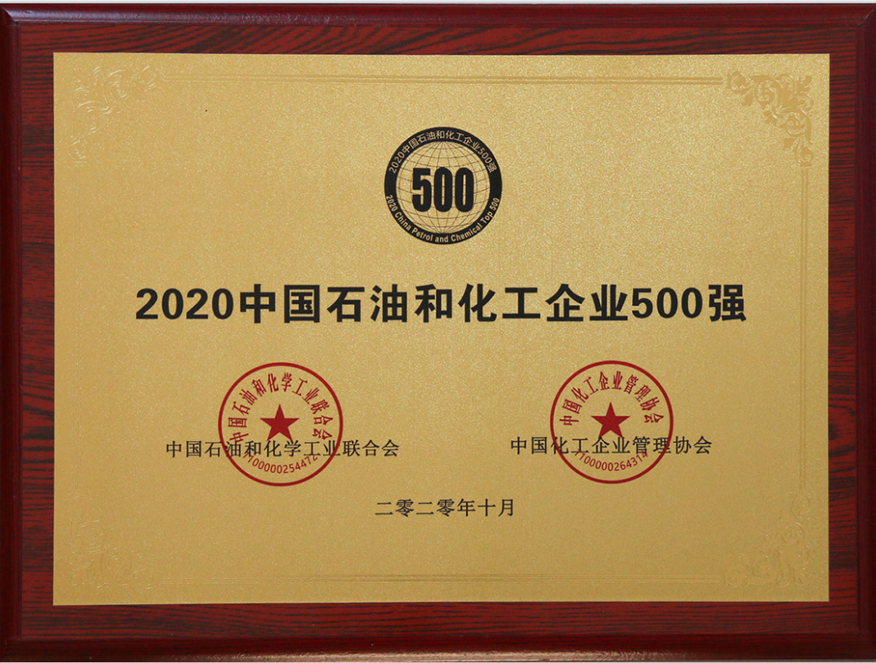 2020中国石油和化工企业500强
500
2020 China Petrol and Chemical Top 500
2020中国石油和化工企业500强
中国石油和化学工业联合会
1100000254472
中国石油和化学工业联合会
中国化工企业管理协会
1100000264314
中国化工企业管理协会
二零二零年十月